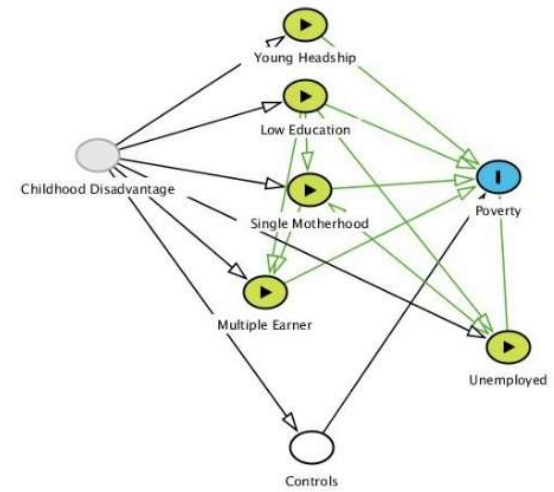 Young Headship
Low Education
Childhood Disadvantage
Single Motherhood
Poverty
Multiple Earner
Unemployed
Controls